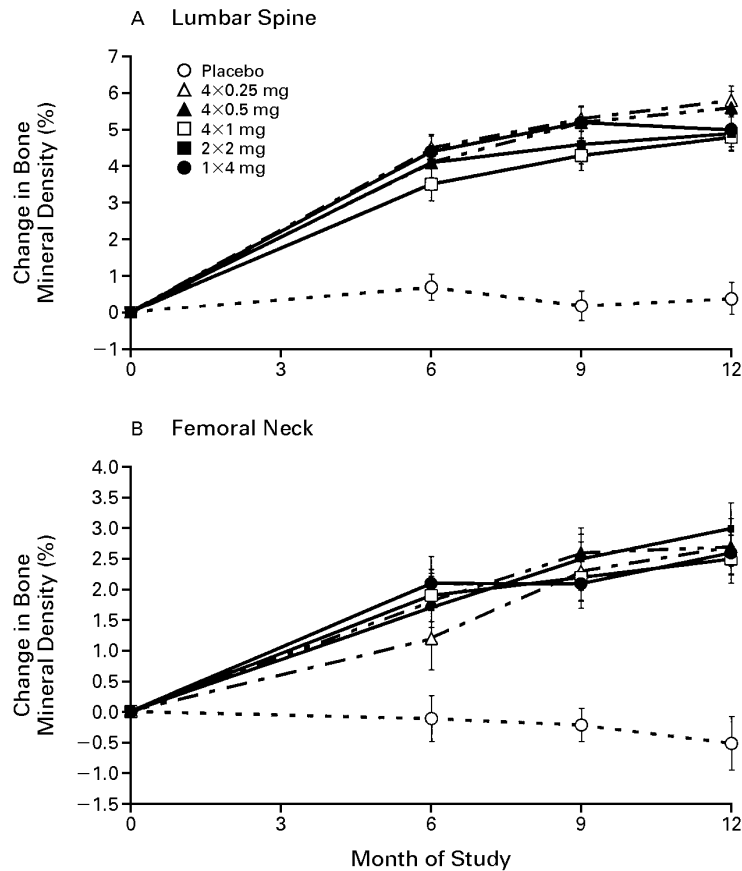 A Lumbar Spine
Change in Bone
Mineral Density (%)
7
6
5
4
3
2
1
0
−1
Placebo
4×0.25 mg
4×0.5 mg
4×1 mg
2×2 mg
1×4 mg
0 3 6 9 12
B Femoral Neck
Change in Bone
Mineral Density (%)
4.0
3.5
3.0
2.5
2.0
1.5
1.0
0.5
0.0
−0.5
−1.0
−1.5
0 3 6 9 12
Month of Study